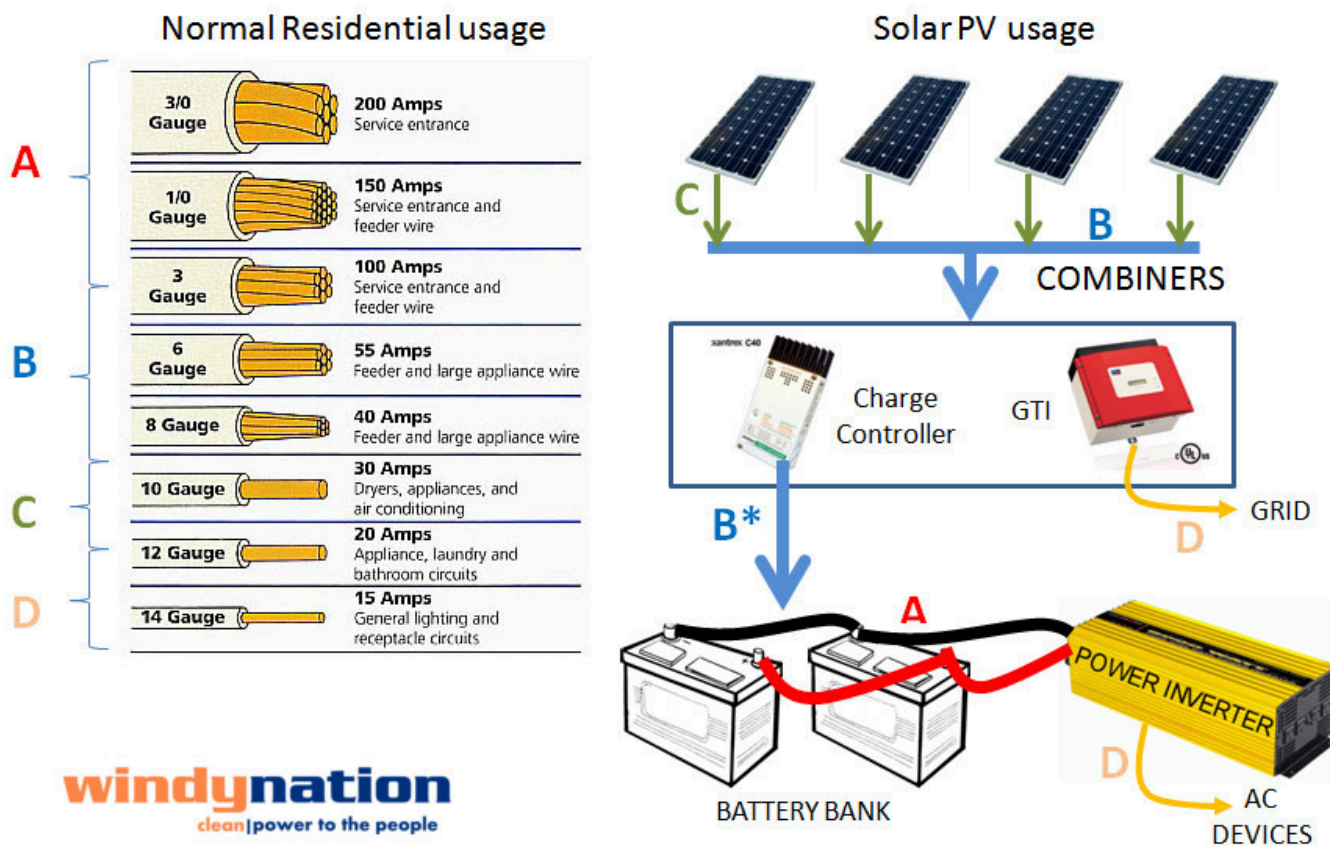 Normal Residential usage
A
B
C
D
3/0
Gauge
200 Amps
Service entrance
1/0
Gauge
150 Amps
Service entrance and
feeder wire
3
Gauge
100 Amps
Service entrance and
feeder wire
6
Gauge
55 Amps
Feeder and large appliance wire
8 Gauge
40 Amps
Feeder and large appliance wire
10 Gauge
30 Amps
Dryers, appliances, and
air conditioning
12 Gauge
20 Amps
Appliance, laundry and
bathroom circuits
14 Gauge
15 Amps
General lighting and
receptacle circuits
windynation
clean|power to the people
Solar PV usage
C
B
COMBINERS
xantrex C40
Charge
Controller
GTI
C UL US
B*
D
GRID
A
POWER INVERTER
BATTERY BANK
D
AC
DEVICES